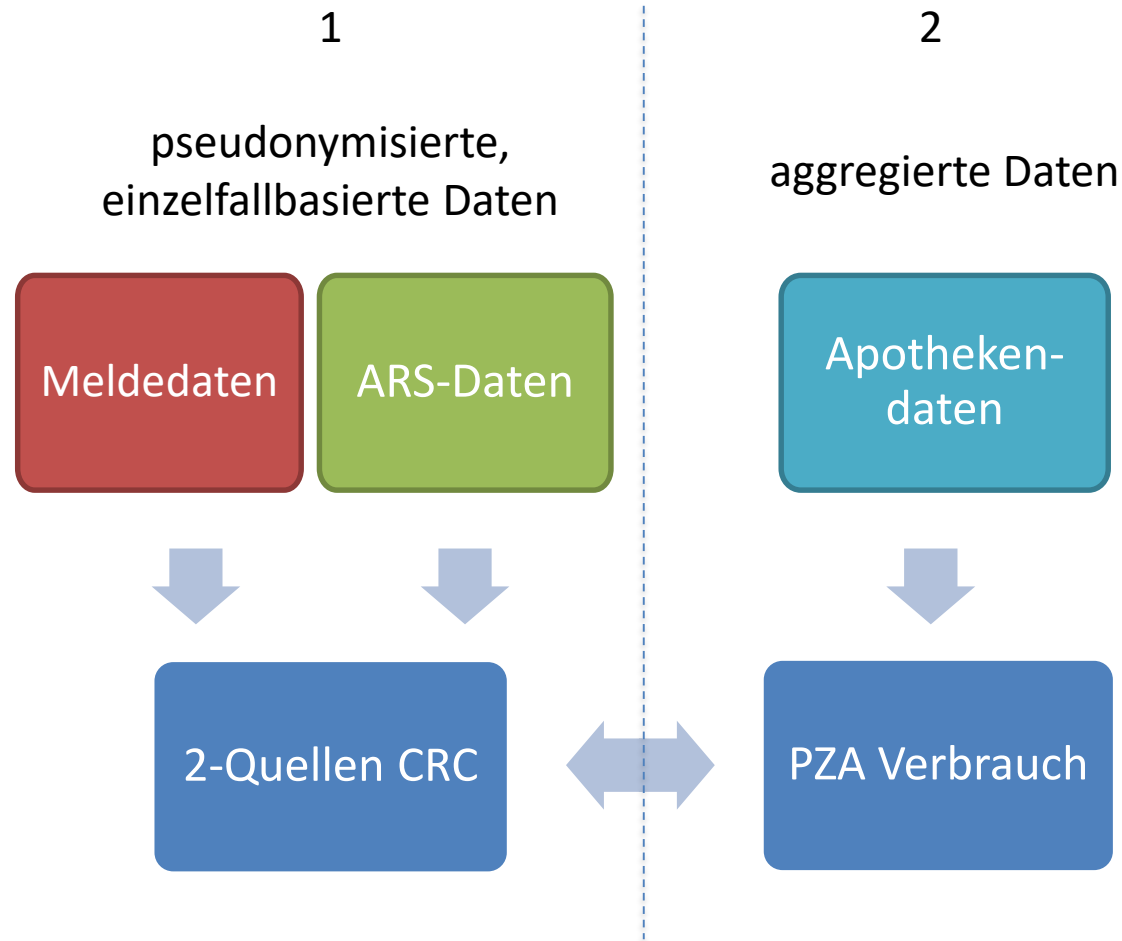 1
pseudonymisierte,
einzelfallbasierte Daten
Meldedaten
ARS-Daten
2-Quellen CRC
2
aggregierte Daten
Apotheken-
daten
PZA Verbrauch